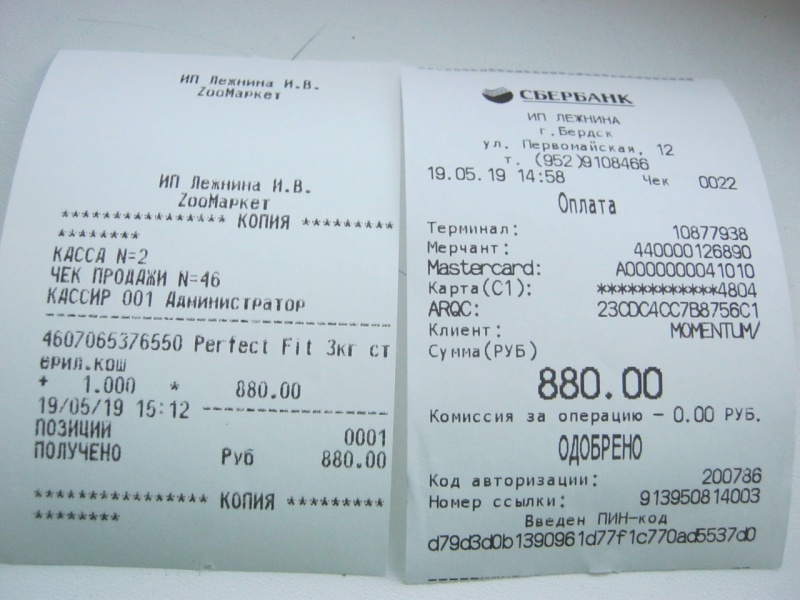 ИП Лежнина И.В.
ZooМаркет
ИП Лежнина И.В.
ZooМаркет
*************** КОПИЯ *********
********
КАССА N=2
ЧЕК ПРОДАЖИ N=46
КАССИР 001 Администратор
4607065376550 Perfect Fit 3кг ст
ерил.кош
+ 1.000 * 880.00
19/05/19 15:12
ПОЗИЦИИ 0001
ПОЛУЧЕНО Руб 880.00
**************** КОПИЯ *********
********
СБЕРБАНК
ИП ЛЕЖНИНА
г.Бердск
ул. Первомайская, 12
т. (952)9108466
19.05.19 14:58 Чек 0022
Оплата
Терминал: 10877938
Мерчант: 440000126890
Mastercard: A0000000041010
Карта(C1): ************4804
ARQC: 23CDC4CC7B8756C1
Клиент: MOMENTUM/
Сумма(РУБ)
880.00
Комиссия за операцию – 0.00 РУБ.
ОДОБРЕНО
Код авторизации: 200786
Номер ссылки: 913950814003
Введен ПИН-код
d79d3d0b1390961d77f1c770ad5537d0